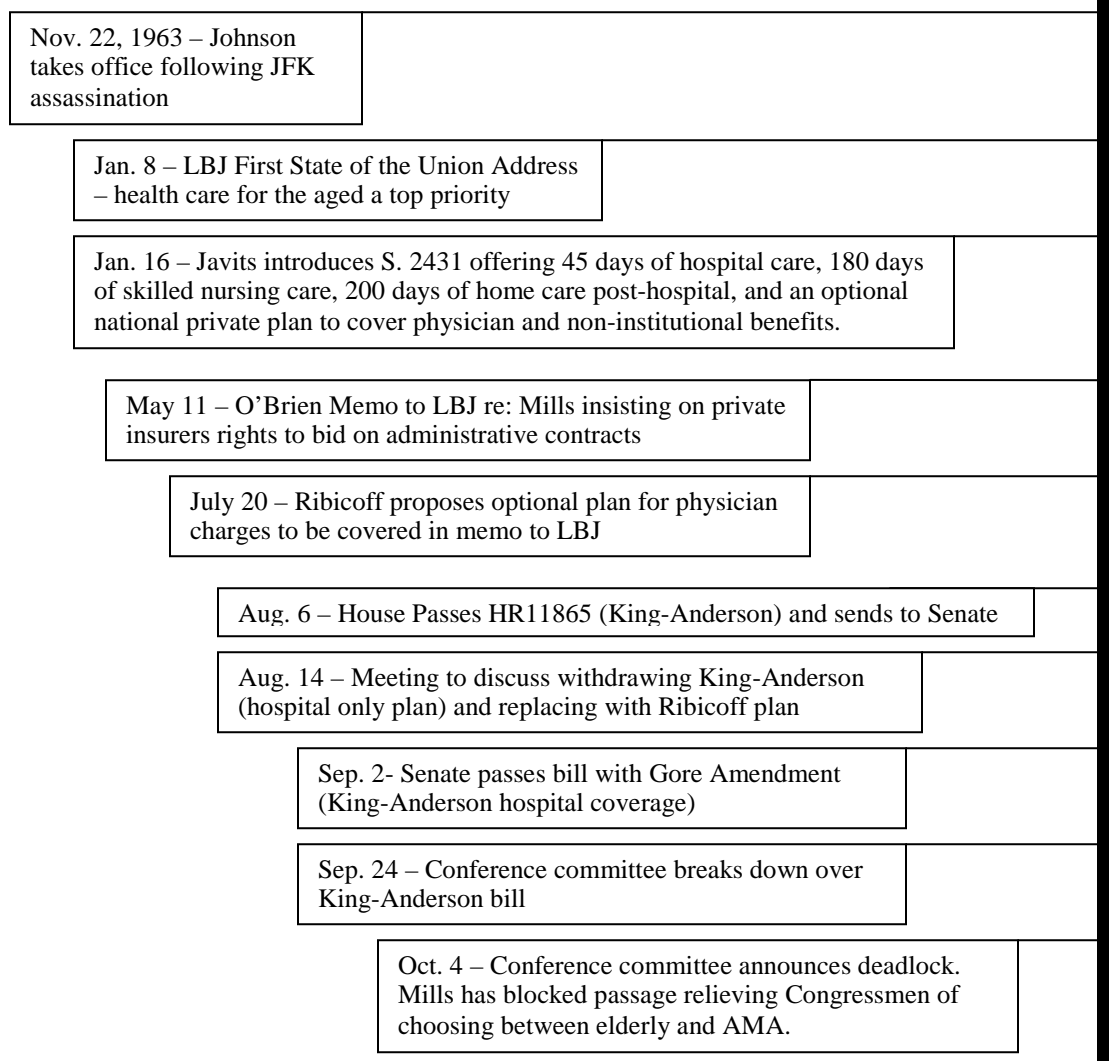 Nov. 22, 1963 – Johnson
takes office following JFK
assassination
Jan. 8 – LBJ First State of the Union Address
– health care for the aged a top priority
Jan. 16 – Javits introduces S. 2431 offering 45 days of hospital care, 180 days
of skilled nursing care, 200 days of home care post-hospital, and an optional
national private plan to cover physician and non-institutional benefits.
May 11 – O’Brien Memo to LBJ re: Mills insisting on private
insurers rights to bid on administrative contracts
July 20 – Ribicoff proposes optional plan for physician
charges to be covered in memo to LBJ
Aug. 6 – House Passes HR11865 (King-Anderson) and sends to Senate
Aug. 14 – Meeting to discuss withdrawing King-Anderson
(hospital only plan) and replacing with Ribicoff plan
Sep. 2- Senate passes bill with Gore Amendment
(King-Anderson hospital coverage)
Sep. 24 – Conference committee breaks down over
King-Anderson bill
Oct. 4 – Conference committee announces deadlock.
Mills has blocked passage relieving Congressmen of
choosing between elderly and AMA.